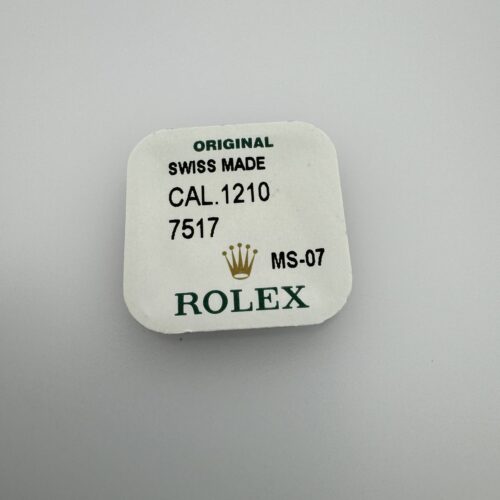 ORIGINAL
SWISS MADE
CAL.1210
7517
MS-07
ROLEX